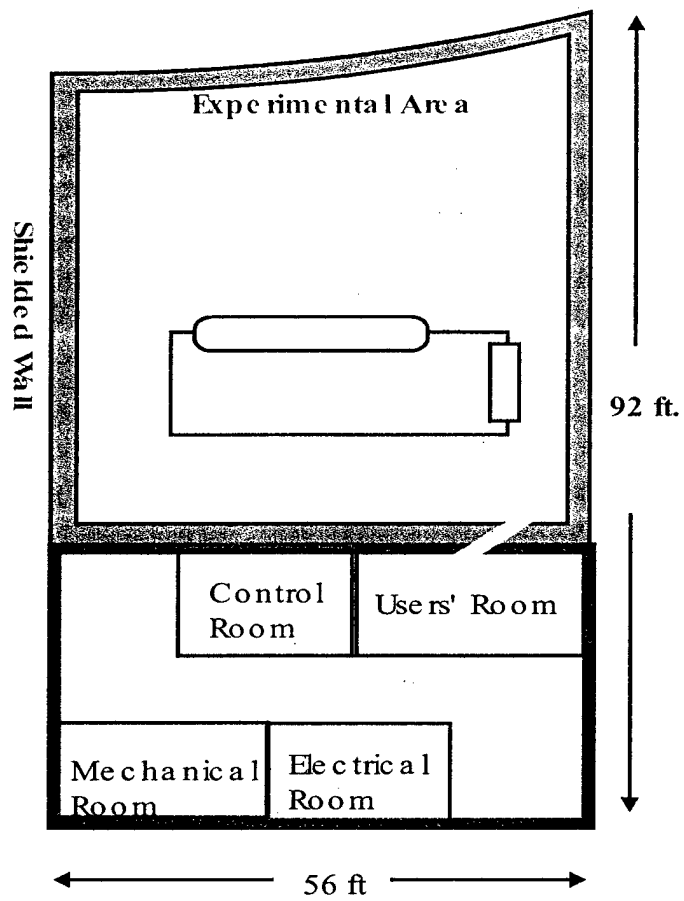 Experimental Area
Shielded Wall
92 ft.
Control
Room
Users' Room
Mechanical
Room
Electrical
Room
56 ft